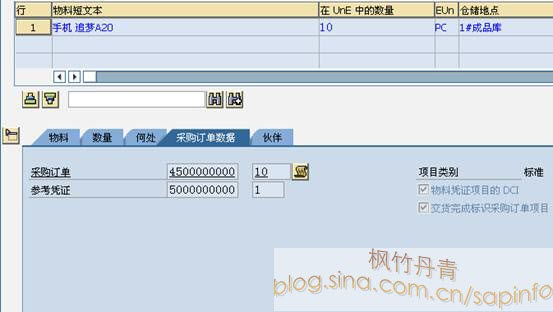 行 物料短文本 在 UnE 中的数量 EUn 仓储地点
1 手机 追梦A20 10 PC 1#成品库
物料 数量 何处 采购订单数据 伙伴
采购订单 4500000000 10 项目类别 标准
参考凭证 5000000000 1 物料凭证项目的 DCI
交货完成标识采购订单项目
枫竹丹青
blog.sina.com.cn/sapinfo